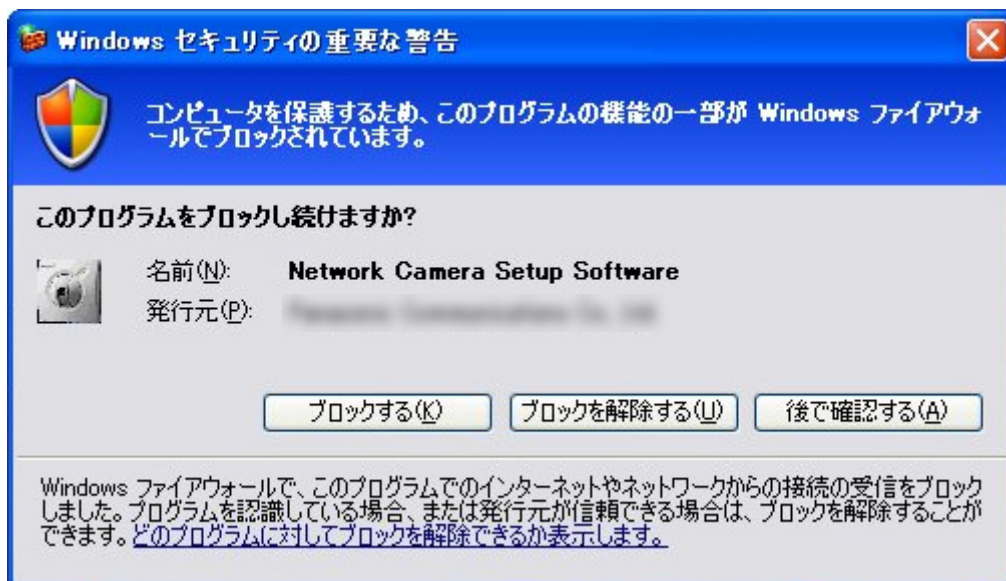 Windows セキュリティの重要な警告
コンピュータを保護するため、このプログラムの機能の一部が Windows ファイアウォ
ールでブロックされています。
このプログラムをブロックし続けますか?
名前(N): Network Camera Setup Software
発行元(P):
ブロックする(K) ブロックを解除する(U) 後で確認する(A)
Windows ファイアウォールで、このプログラムでのインターネットやネットワークからの接続の受信をブロック
しました。プログラムを認識している場合、または発行元が信頼できる場合は、ブロックを解除することが
できます。どのプログラムに対してブロックを解除できるか表示します。